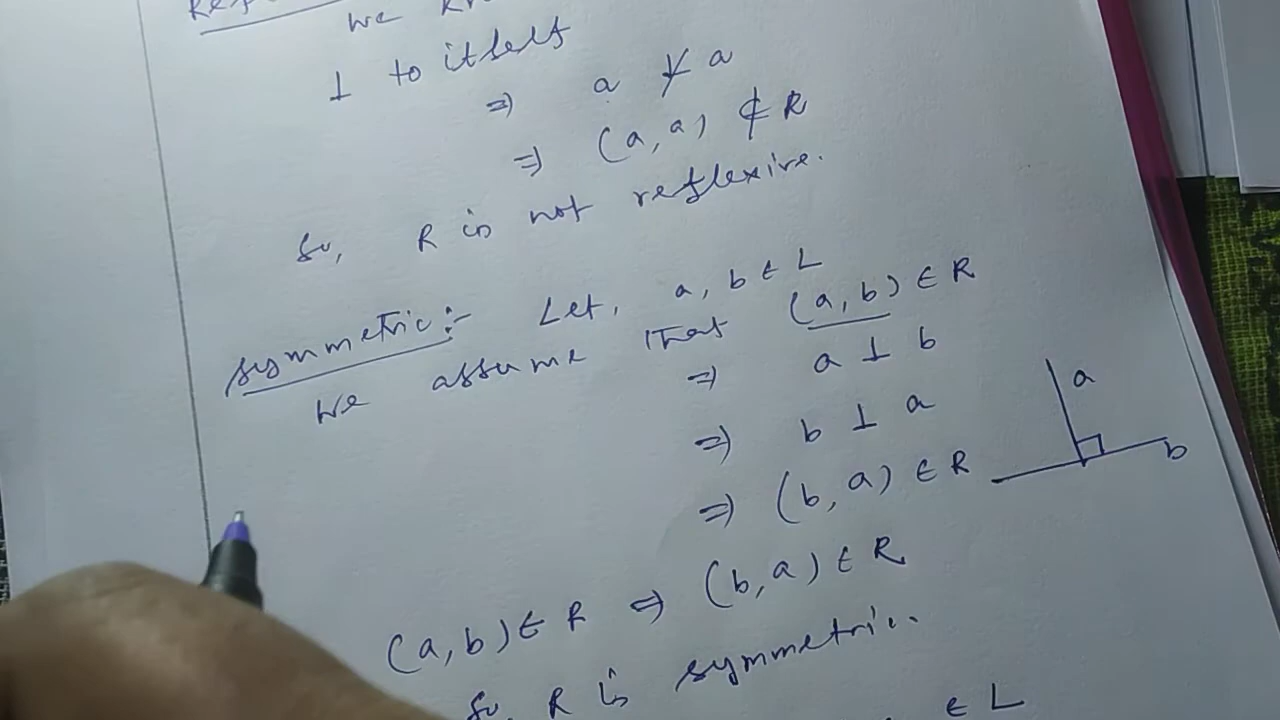 We
⊥ to itself
⇒ a ⊥̸ a
⇒ (a, a) ∉ R
So, R is not reflexive.
Symmetric:- Let, a, b ∈ L
We assume that (a, b) ∈ R
⇒ a ⊥ b
⇒ b ⊥ a
⇒ (b, a) ∈ R
a
b
(a, b) ∈ R ⇒ (b, a) ∈ R
So, R is symmetric.
∈ L